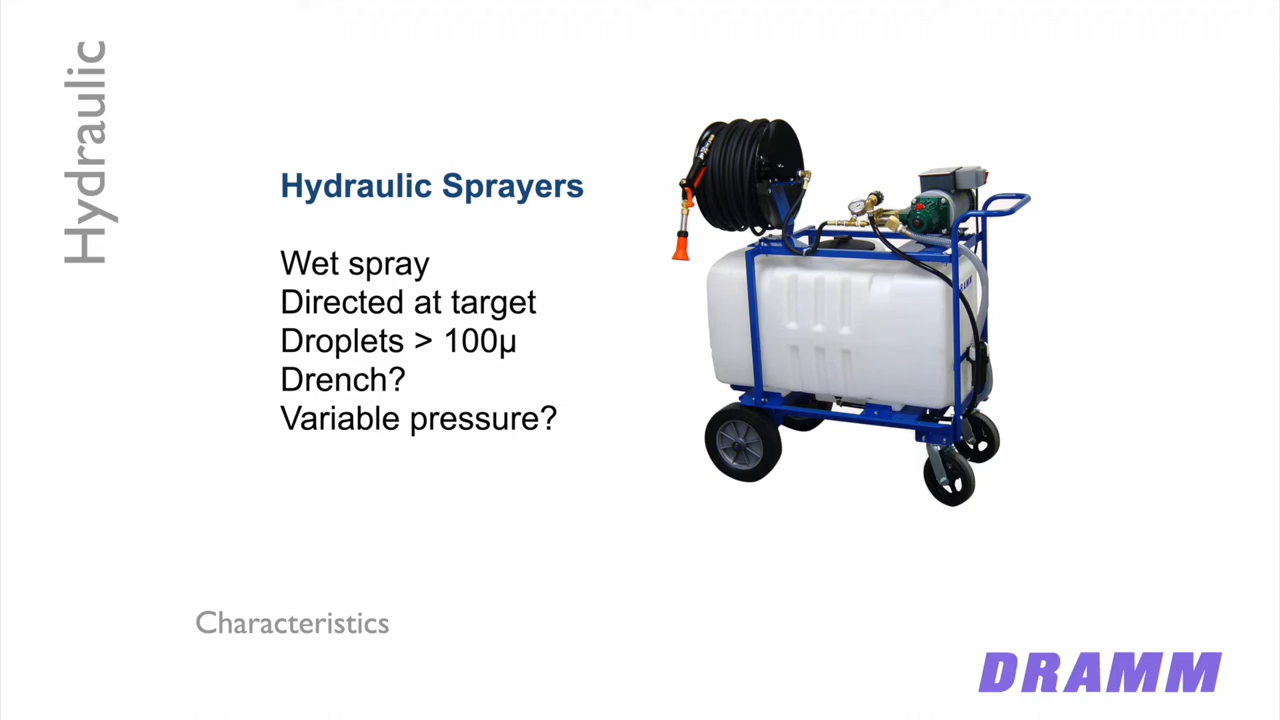 Hydraulic
Hydraulic Sprayers
Wet spray
Directed at target
Droplets > 100µ
Drench?
Variable pressure?
Characteristics
DRAMM